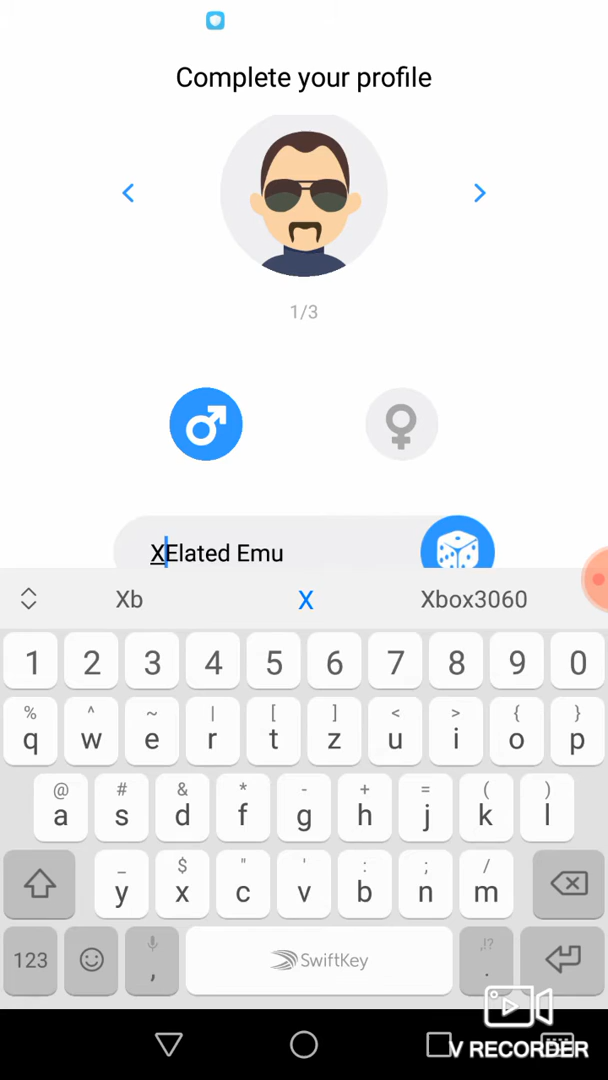 Complete your profile
1/3
XElated Emu
Xb X Xbox3060
1 2 3 4 5 6 7 8 9 0
% ^ ~ | [ ] < > { }
q w e r t z u i o p
@ # & * - + = ( )
a s d f g h j k l
_ $ " ' : ; /
y x c v b n m
123 , SwiftKey ,!? .
V RECORDER